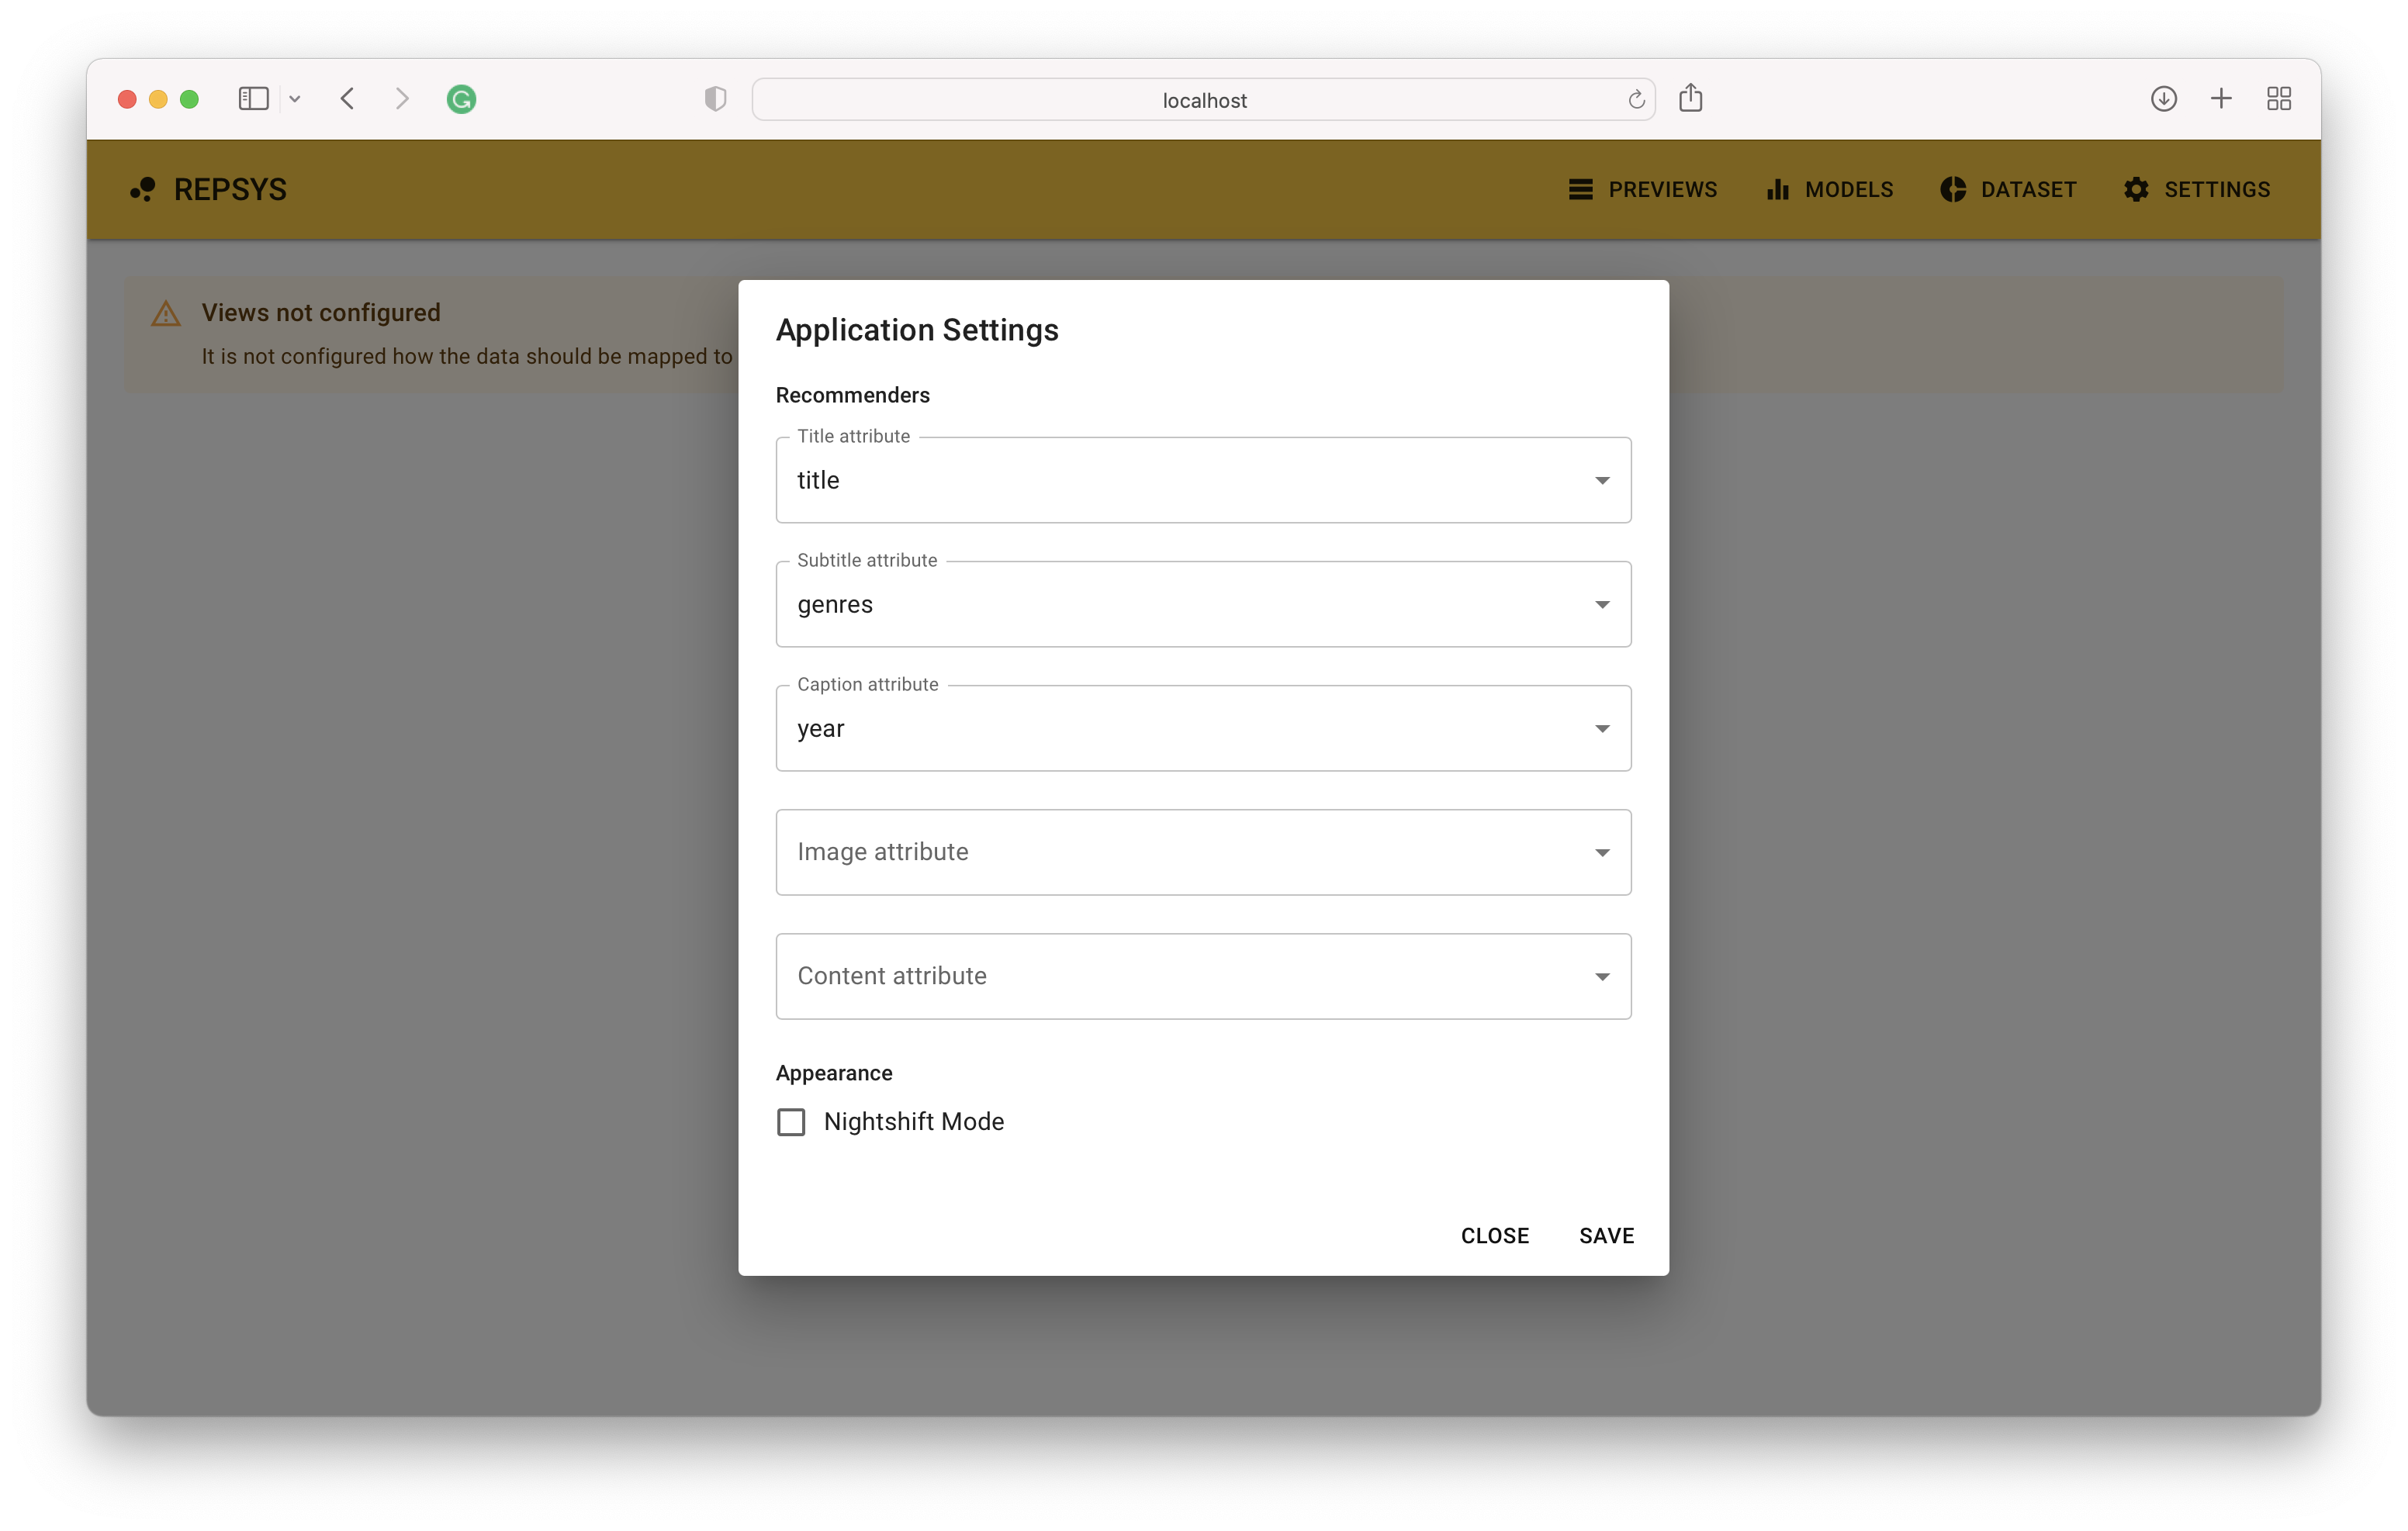 localhost
REPSYS
PREVIEWS
MODELS
DATASET
SETTINGS
Views not configured
It is not configured how the data should be mapped to
Application Settings
Recommenders
Title attribute
title
Subtitle attribute
genres
Caption attribute
year
Image attribute
Content attribute
Appearance
Nightshift Mode
CLOSE
SAVE